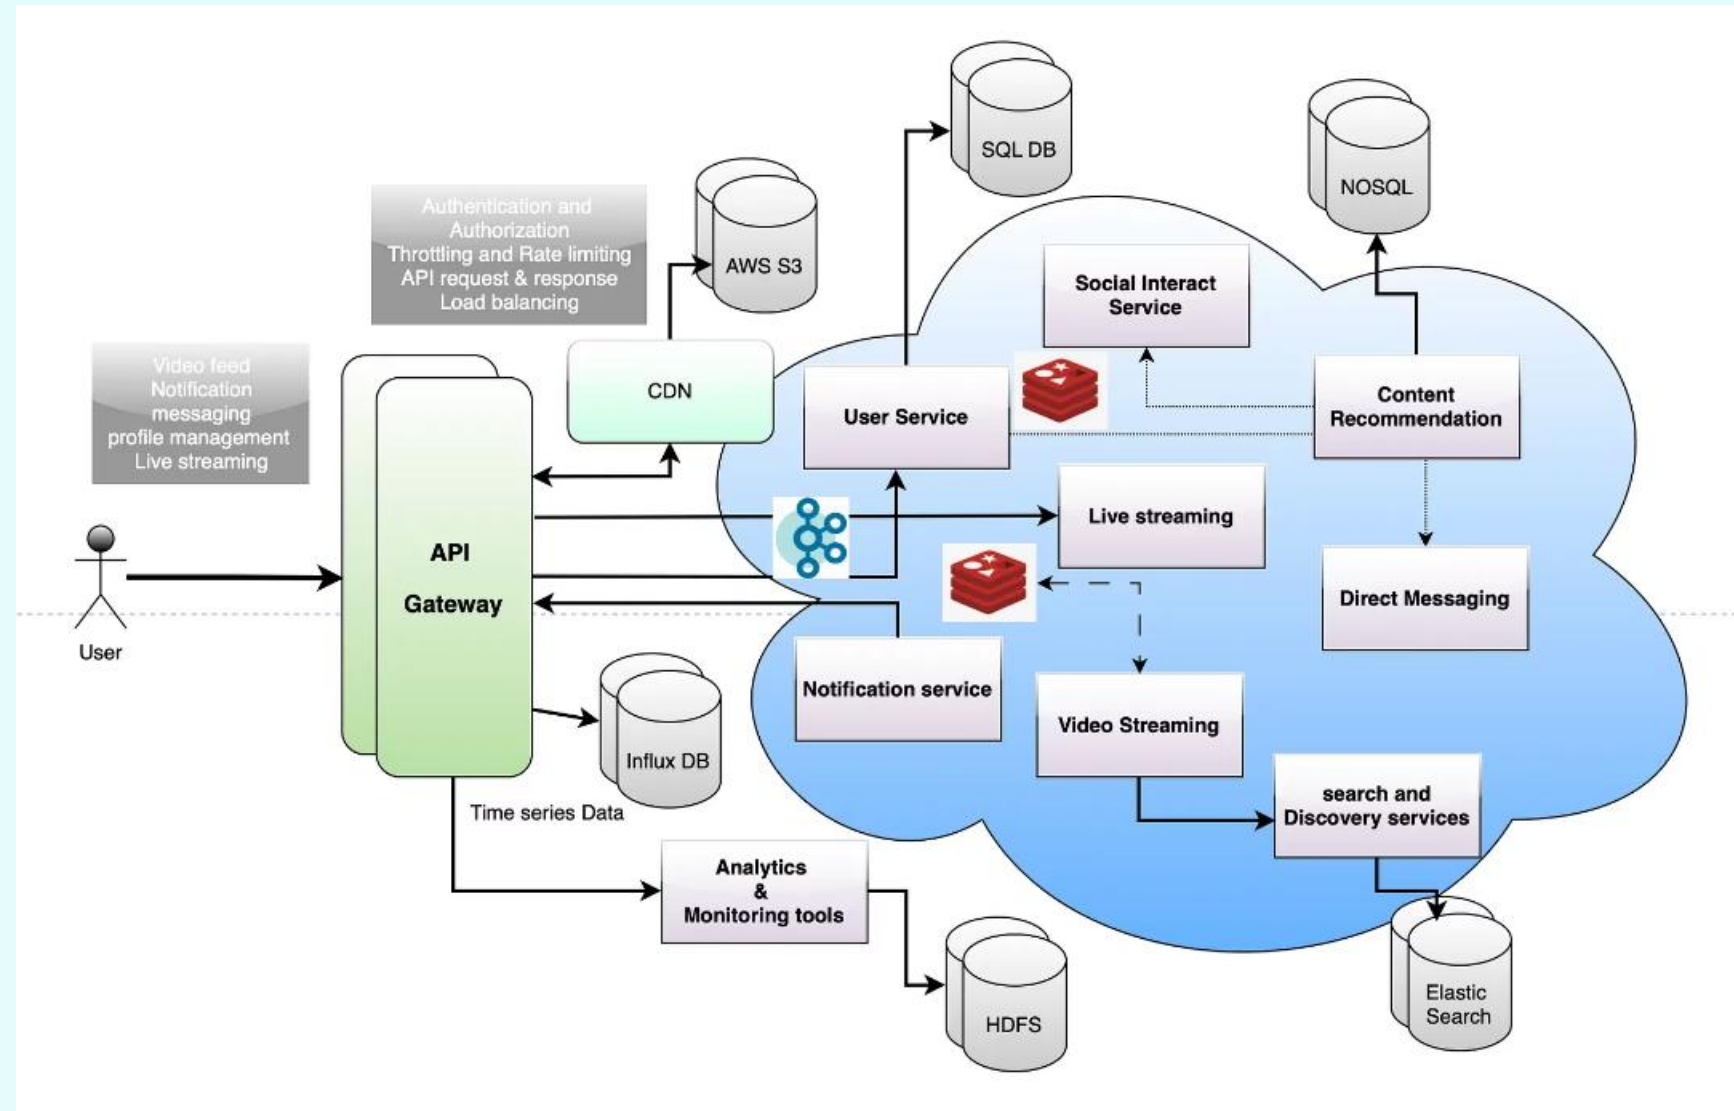 SQL DB
NOSQL
Authentication and
Authorization
Throttling and Rate limiting
API request & response
Load balancing
AWS S3
Social Interact
Service
Video feed
Notification
messaging
profile management
Live streaming
CDN
User Service
Content
Recommendation
Live streaming
API
Gateway
Direct Messaging
User
Notification service
Video Streaming
Influx DB
Time series Data
search and
Discovery services
Analytics
&
Monitoring tools
HDFS
Elastic
Search